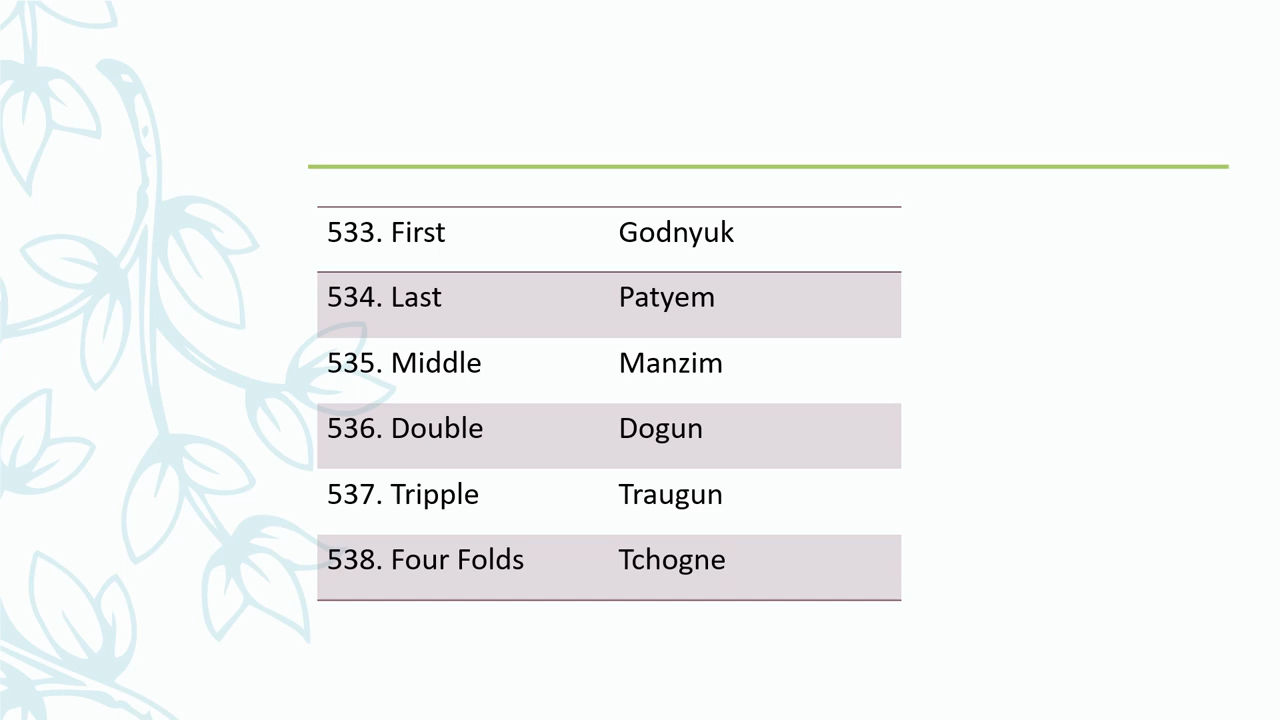 533. First Godnyuk
534. Last Patyem
535. Middle Manzim
536. Double Dogun
537. Tripple Traugun
538. Four Folds Tchogne